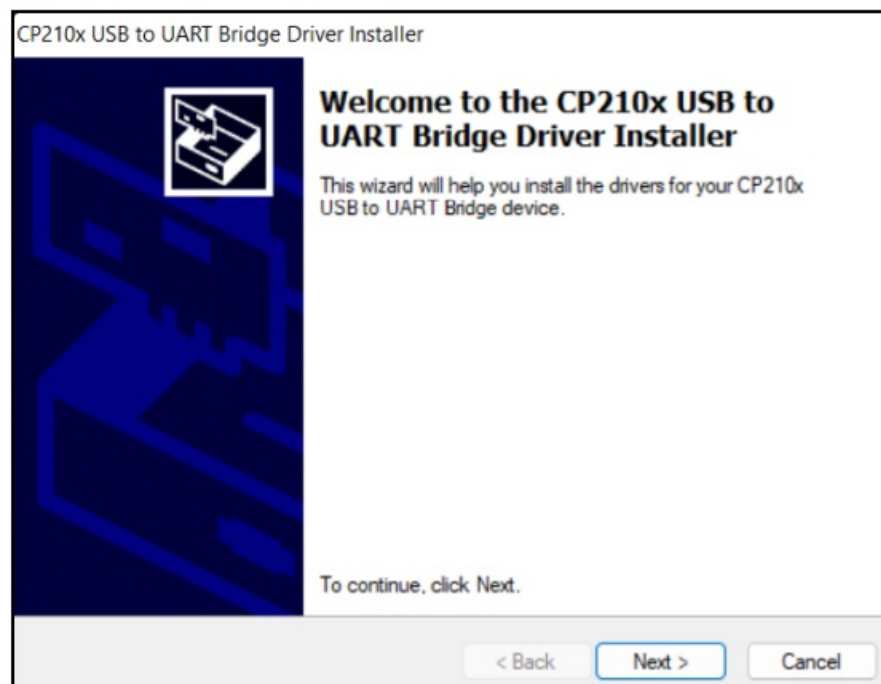 CP210x USB to UART Bridge Driver Installer
Welcome to the CP210x USB to
UART Bridge Driver Installer
This wizard will help you install the drivers for your CP210x
USB to UART Bridge device.
To continue, click Next.
< Back Next > Cancel